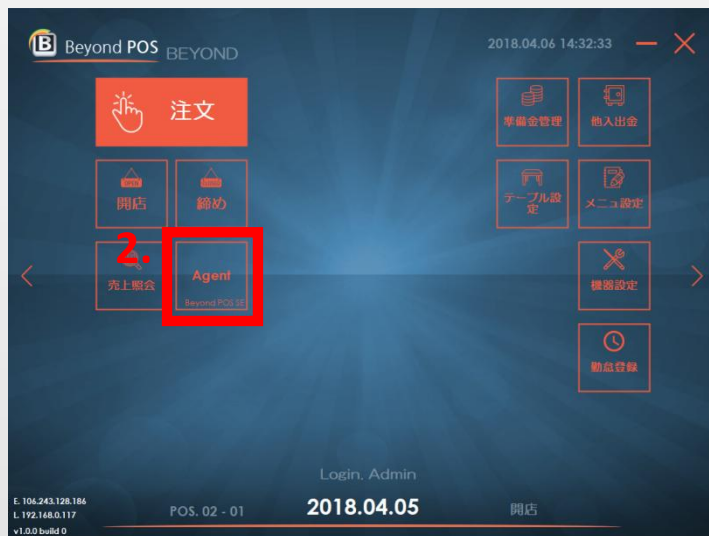 B Beyond POS BEYOND
2018.04.06 14:32:33
注文
準備金管理
他入出金
OPEN
開店
CLOSED
締め
テーブル設
定
メニュ設定
2.
売上照会
Agent
Beyond POS SE
機器設定
勤怠登録
Login, Admin
E. 106.243.128.186
L. 192.168.0.117
v1.0.0 build 0
POS. 02 - 01
2018.04.05
開店